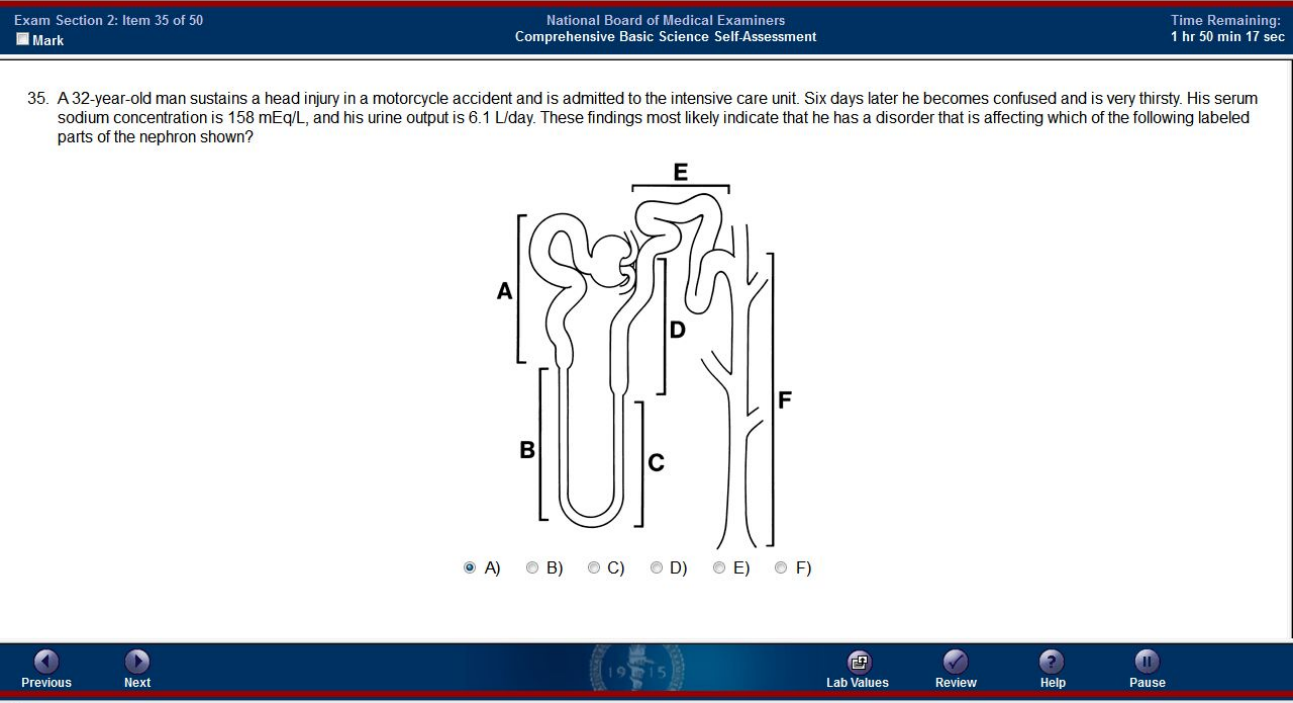 Exam Section 2: Item 35 of 50
National Board of Medical Examiners
Time Remaining:
Mark
Comprehensive Basic Science Self-Assessment
1 hr 50 min 17 sec
35. A 32-year-old man sustains a head injury in a motorcycle accident and is admitted to the intensive care unit. Six days later he becomes confused and is very thirsty. His serum
sodium concentration is 158 mEq/L, and his urine output is 6.1 L/day. These findings most likely indicate that he has a disorder that is affecting which of the following labeled
parts of the nephron shown?
E
A
D
F
B
C
A) B) C) D) E) F)
1915
Previous
Next
Lab Values
Review
Help
Pause